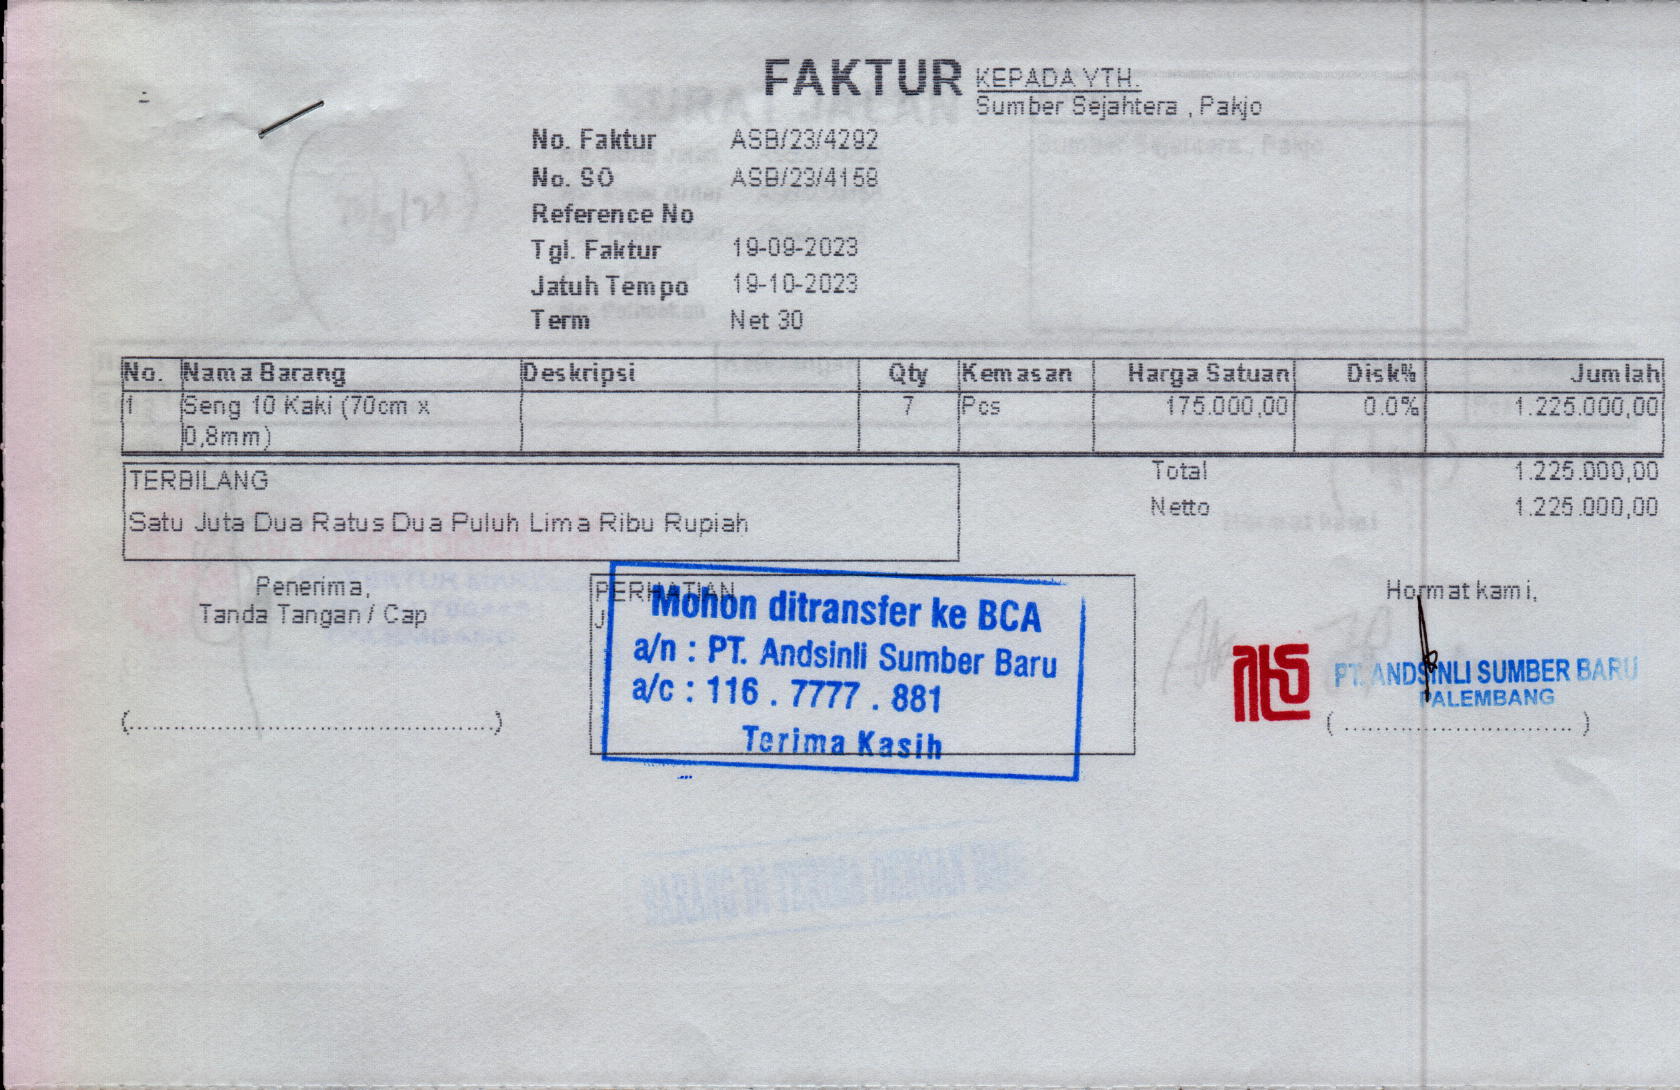 FAKTUR
KEPADA YTH.
Sumber Sejahtera , Pakjo
No. Faktur ASB/23/4292
No. SO ASB/23/4158
Reference No
Tgl. Faktur 19-09-2023
Jatuh Tempo 19-10-2023
Term Net 30
No. Nama Barang Deskripsi Qty Kemasan Harga Satuan Disk% Jumlah
1 Seng 10 Kaki (70cm x 7 Pcs 175.000,00 0.0% 1.225.000,00
0,8mm)
Total 1.225.000,00
Netto 1.225.000,00
TERBILANG
Satu Juta Dua Ratus Dua Puluh Lima Ribu Rupiah
Penerima,
Tanda Tangan / Cap
(............................................)
PERHATIAN
Mohon ditransfer ke BCA
a/n : PT. Andsinli Sumber Baru
a/c : 116 . 7777 . 881
Terima Kasih
Hormat kami,
PT. ANDSINLI SUMBER BARU
PALEMBANG
(............................)